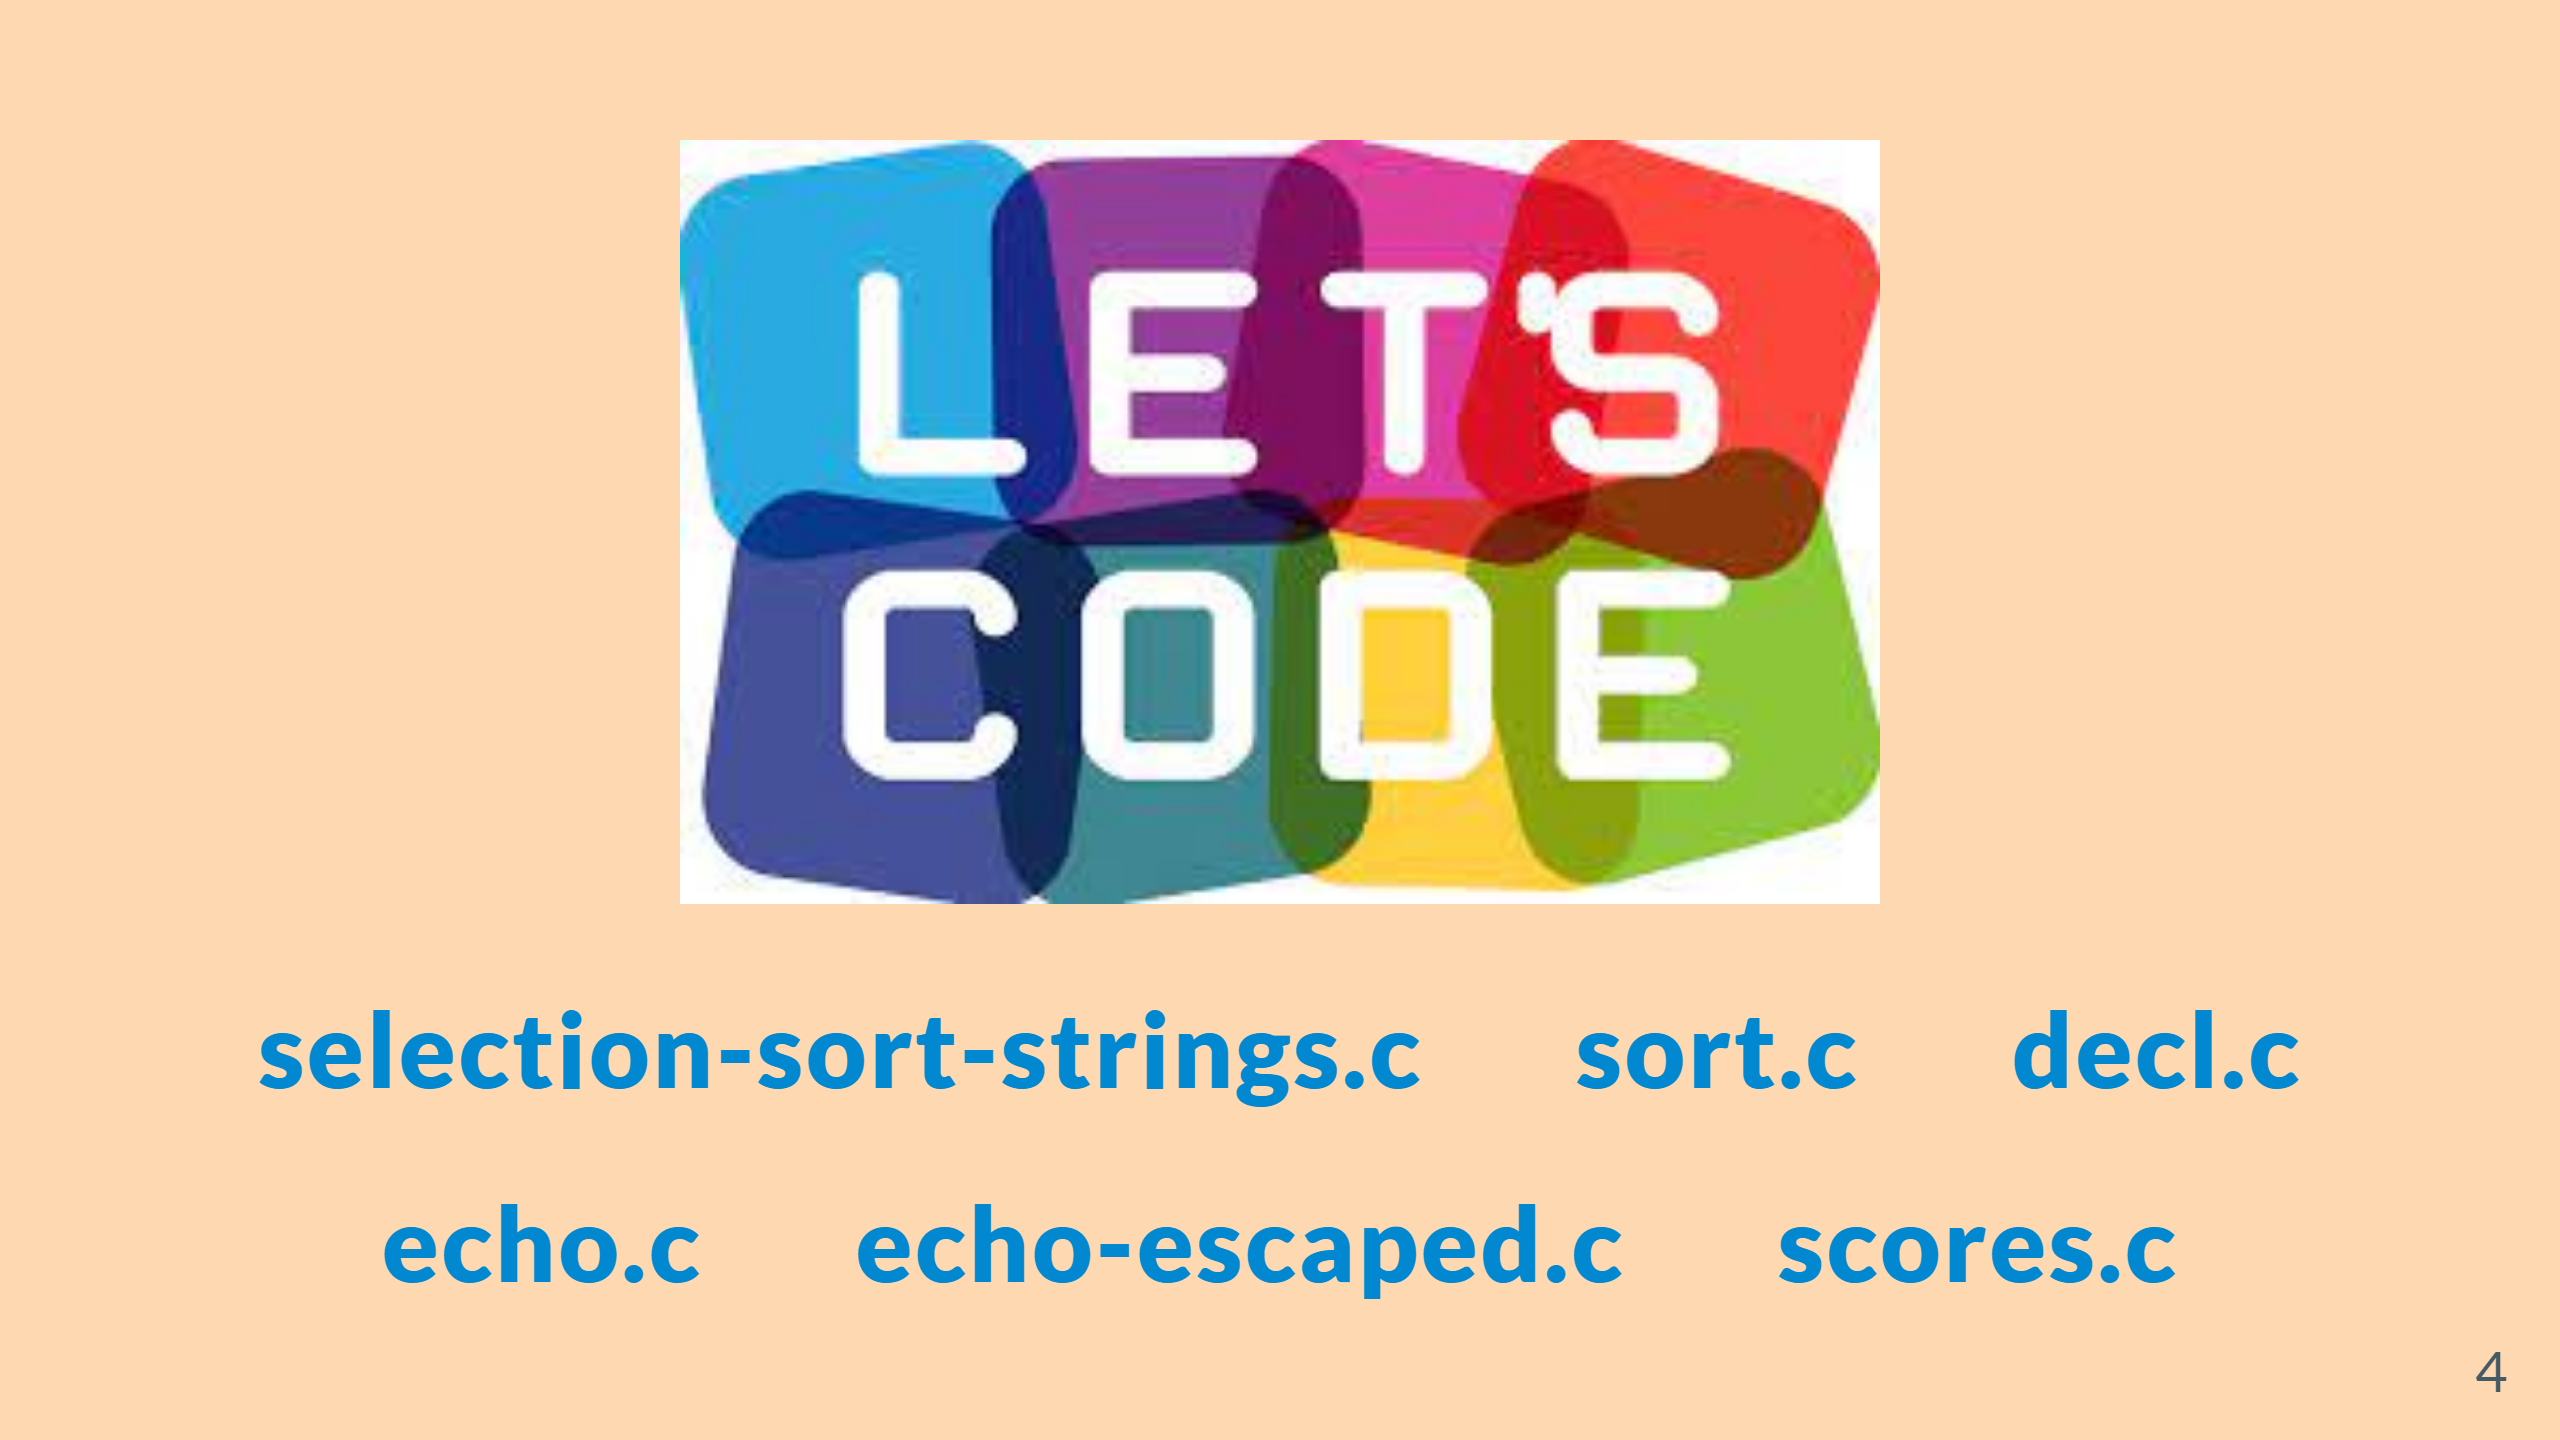 LET'S
CODE
selection-sort-strings.c sort.c decl.c
echo.c echo-escaped.c scores.c
4